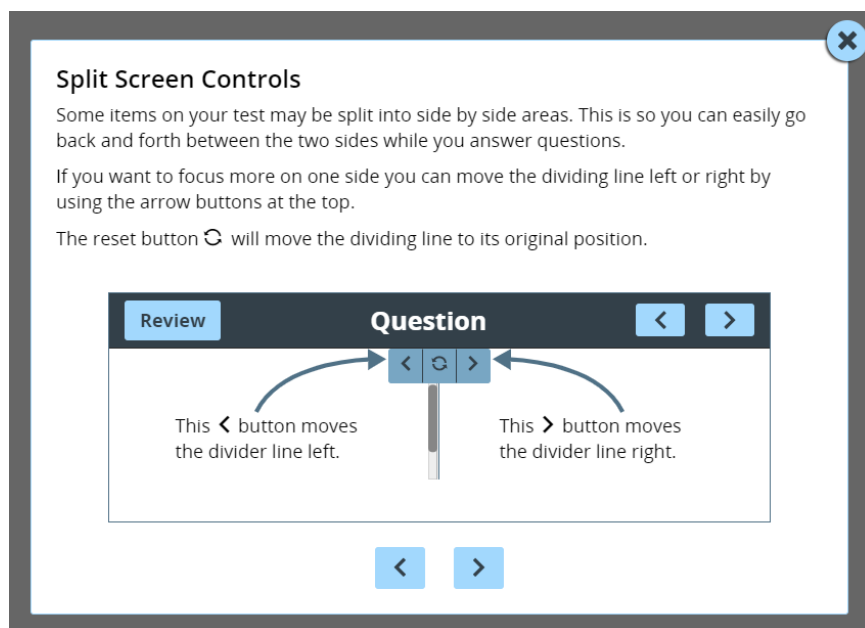 Split Screen Controls
Some items on your test may be split into side by side areas. This is so you can easily go
back and forth between the two sides while you answer questions.
If you want to focus more on one side you can move the dividing line left or right by
using the arrow buttons at the top.
The reset button will move the dividing line to its original position.
Review
Question
This < button moves
the divider line left.
This > button moves
the divider line right.